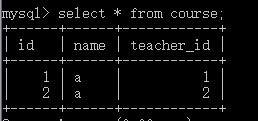 mysql> select * from course;
+----+------+------------+
| id | name | teacher_id |
+----+------+------------+
| 1 | a | 1 |
| 2 | a | 2 |
+----+------+------------+